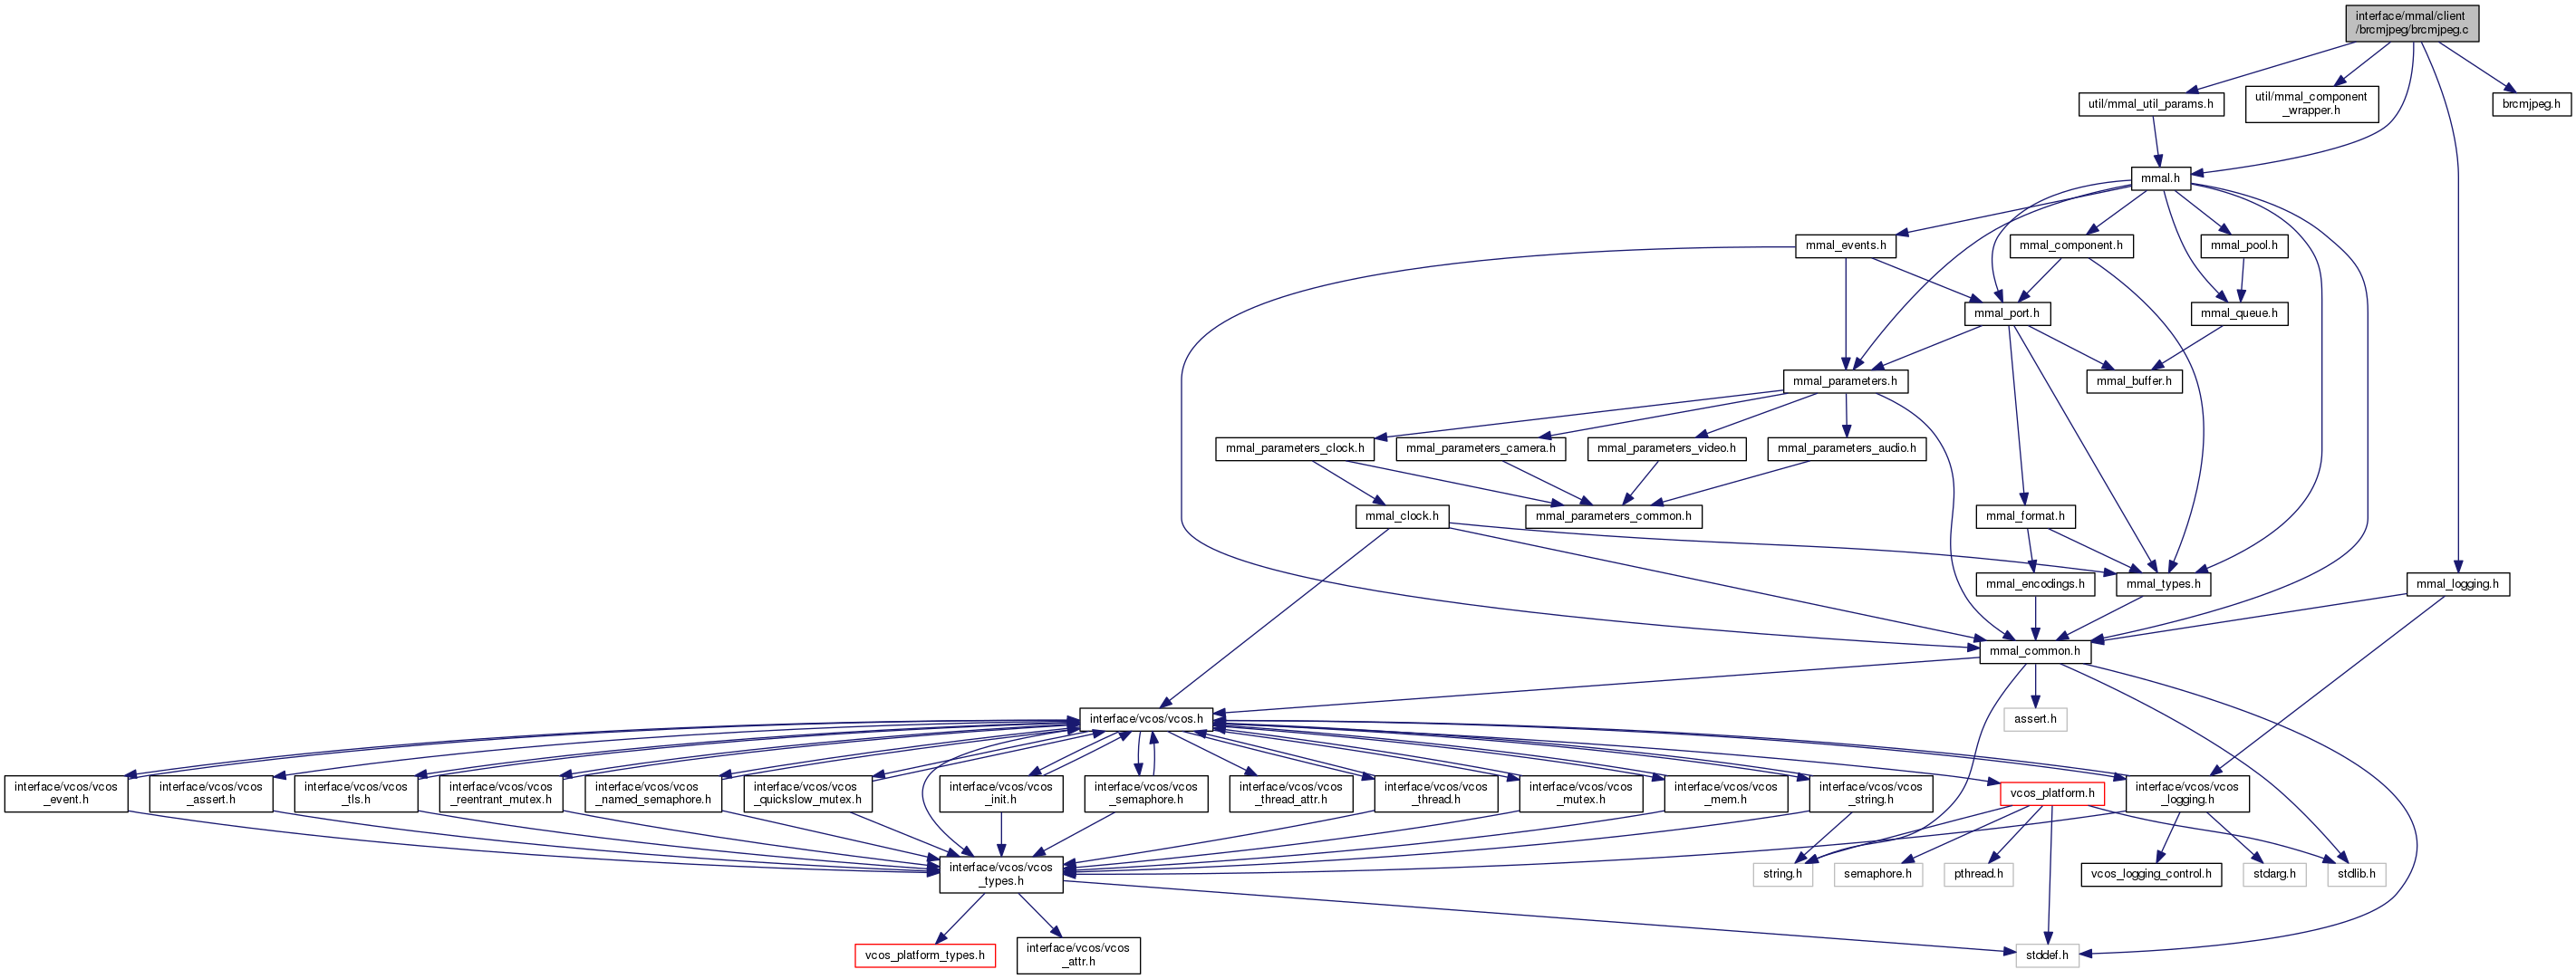 interface/mmal/client
/brcmjpeg/brcmjpeg.c
util/mmal_util_params.h
util/mmal_component
_wrapper.h
brcmjpeg.h
mmal.h
mmal_events.h
mmal_component.h
mmal_pool.h
mmal_port.h
mmal_queue.h
mmal_parameters.h
mmal_buffer.h
mmal_parameters_clock.h
mmal_parameters_camera.h
mmal_parameters_video.h
mmal_parameters_audio.h
mmal_clock.h
mmal_parameters_common.h
mmal_format.h
mmal_encodings.h
mmal_types.h
mmal_logging.h
mmal_common.h
interface/vcos/vcos.h
assert.h
interface/vcos/vcos
_event.h
interface/vcos/vcos
_assert.h
interface/vcos/vcos
_tls.h
interface/vcos/vcos
_reentrant_mutex.h
interface/vcos/vcos
_named_semaphore.h
interface/vcos/vcos
_quickslow_mutex.h
interface/vcos/vcos
_init.h
interface/vcos/vcos
_semaphore.h
interface/vcos/vcos
_thread_attr.h
interface/vcos/vcos
_thread.h
interface/vcos/vcos
_mutex.h
interface/vcos/vcos
_mem.h
interface/vcos/vcos
_string.h
vcos_platform.h
interface/vcos/vcos
_logging.h
interface/vcos/vcos
_types.h
string.h
semaphore.h
pthread.h
vcos_logging_control.h
stdarg.h
stdlib.h
vcos_platform_types.h
interface/vcos/vcos
_attr.h
stddef.h